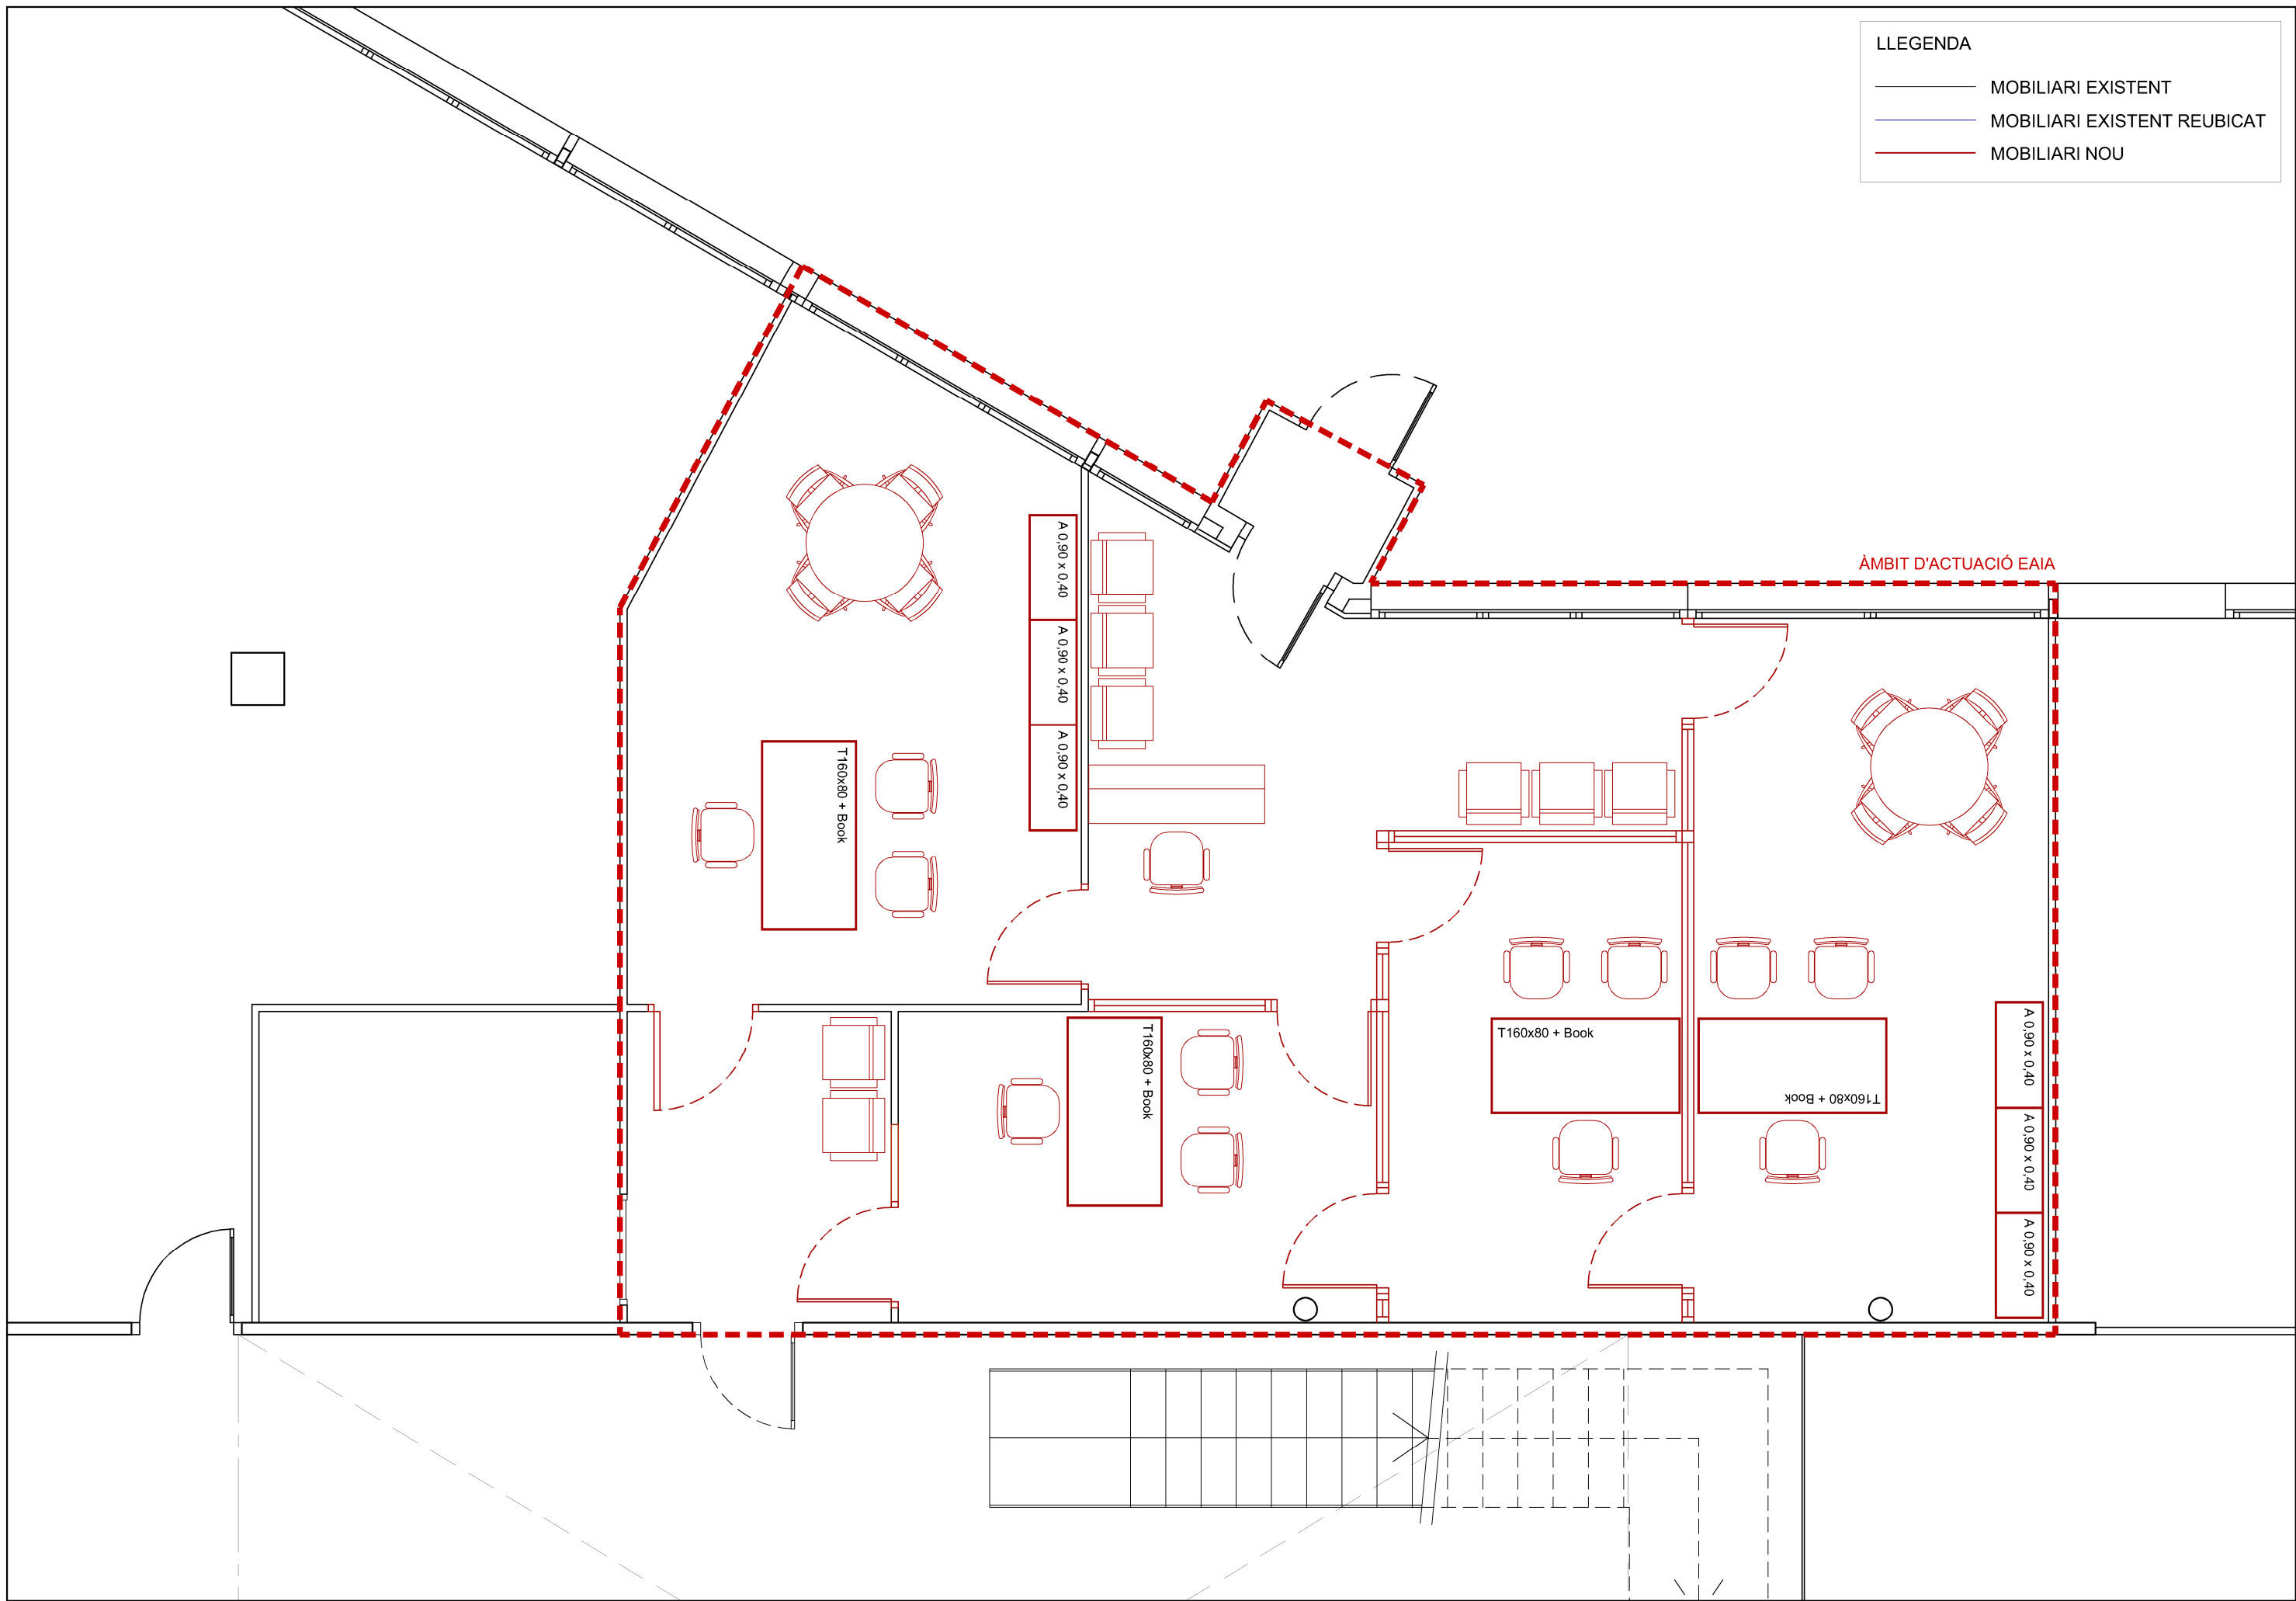 LLEGENDA
MOBILIARI EXISTENT
MOBILIARI EXISTENT REUBICAT
MOBILIARI NOU
ÀMBIT D'ACTUACIÓ EAIA
A 0,90 x 0,40
A 0,90 x 0,40
A 0,90 x 0,40
T160x80 + Book
T160x80 + Book
T160x80 + Book
T160x80 + Book
A 0,90 x 0,40
A 0,90 x 0,40
A 0,90 x 0,40